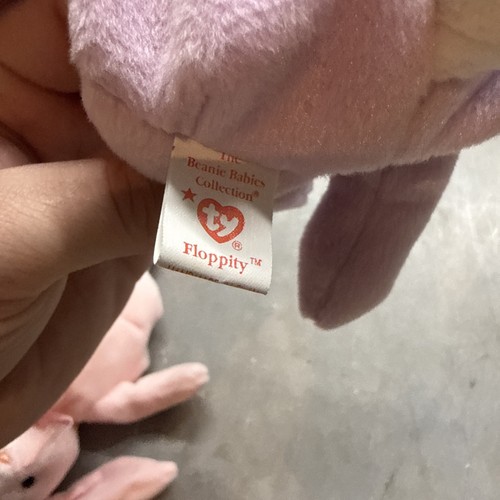 The
Beanie Babies
Collection®
★ ty ®
Floppity™